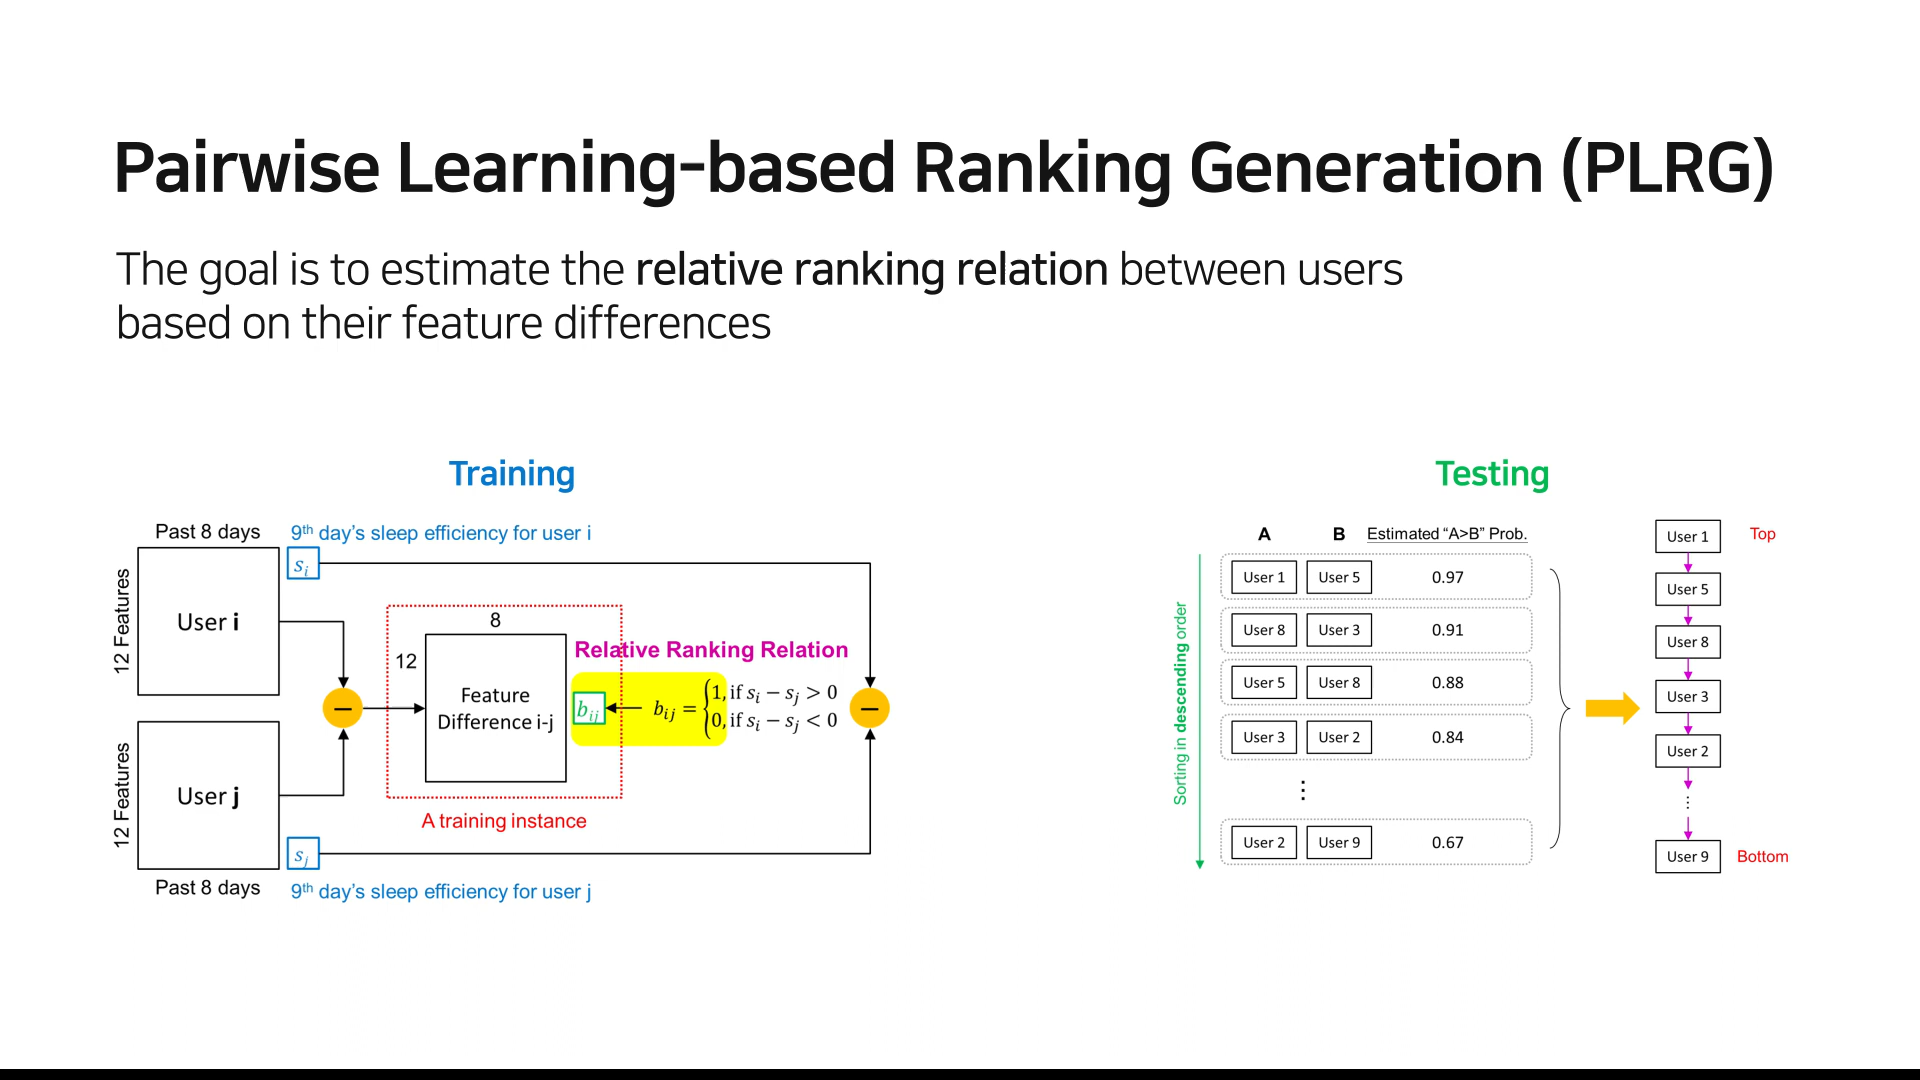 Pairwise Learning-based Ranking Generation (PLRG)
The goal is to estimate the relative ranking relation between users
based on their feature differences
Training
Past 8 days
9th day's sleep efficiency for user i
12 Features
User i
s_i
8
12
Feature
Difference i-j
Relative Ranking Relation
b_ij
b_ij = {1, if s_i − s_j > 0
0, if s_i − s_j < 0
−
−
A training instance
12 Features
User j
s_j
Past 8 days
9th day's sleep efficiency for user j
Testing
A B Estimated “A>B” Prob.
Sorting in descending order
User 1 User 5 0.97
User 8 User 3 0.91
User 5 User 8 0.88
User 3 User 2 0.84
⋮
User 2 User 9 0.67
User 1 Top
User 5
User 8
User 3
User 2
⋮
User 9 Bottom